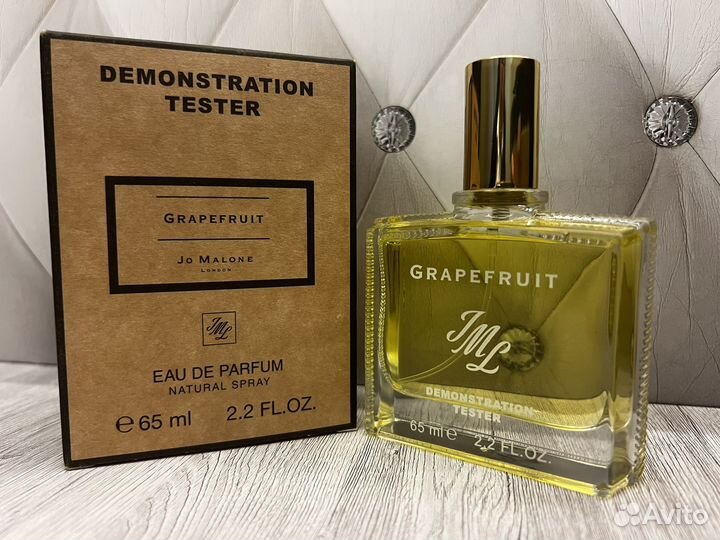 DEMONSTRATION
TESTER
GRAPEFRUIT
JO MALONE
LONDON
JML
EAU DE PARFUM
NATURAL SPRAY
℮ 65 ml 2.2 FL.OZ.
GRAPEFRUIT
JML
DEMONSTRATION
TESTER
65 ml ℮ 2.2 FL.OZ.
Avito